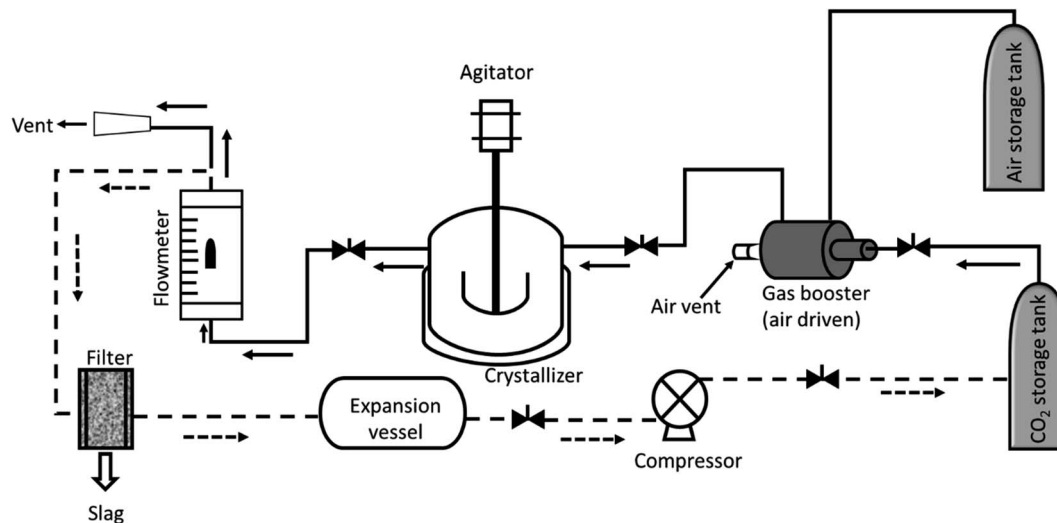 Agitator
Air storage tank
Vent
Flowmeter
Air vent
Gas booster
(air driven)
CO₂ storage tank
Crystallizer
Filter
Expansion
vessel
Compressor
Slag